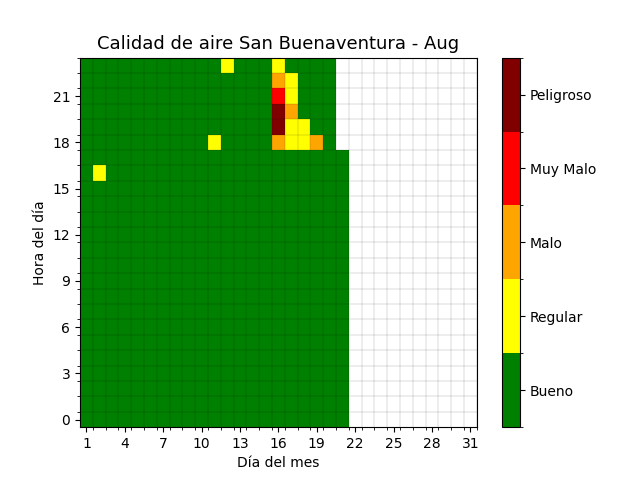 Calidad de aire San Buenaventura - Aug
Hora del día
21
18
15
12
9
6
3
0
1 4 7 10 13 16 19 22 25 28 31
Día del mes
Peligroso
Muy Malo
Malo
Regular
Bueno